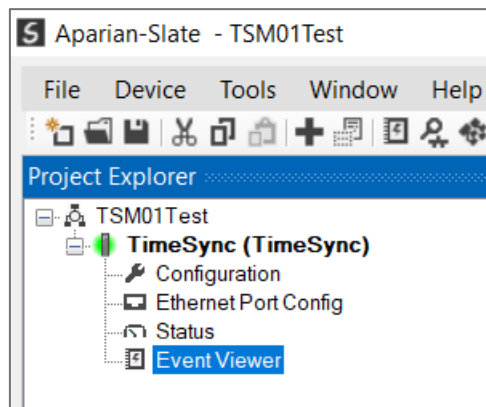 Aparian-Slate - TSM01Test
File Device Tools Window Help
Project Explorer
TSM01Test
TimeSync (TimeSync)
Configuration
Ethernet Port Config
Status
Event Viewer